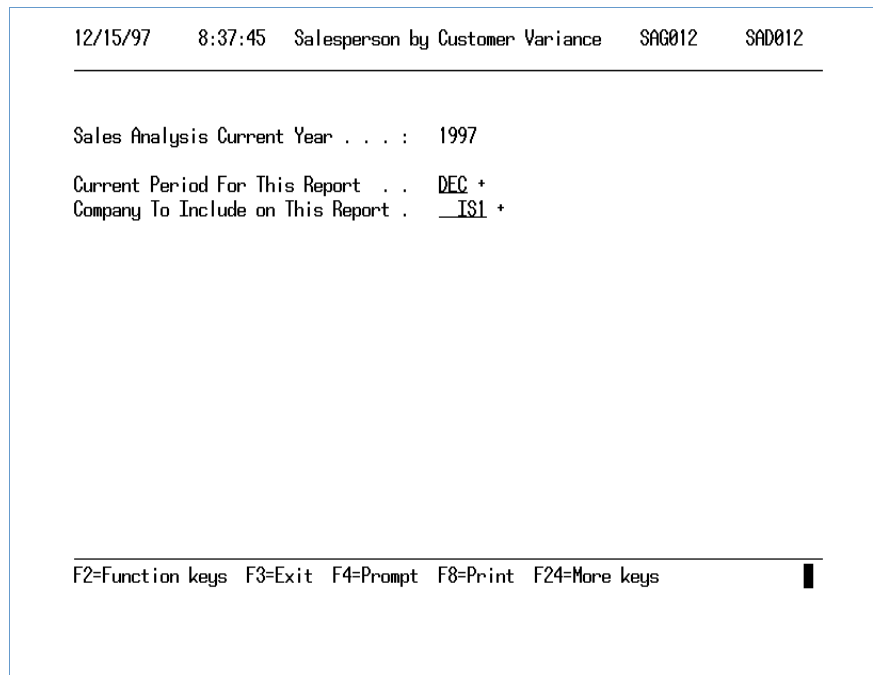 12/15/97 8:37:45 Salesperson by Customer Variance SAG012 SAD012
Sales Analysis Current Year . . . : 1997
Current Period For This Report . . DEC +
Company To Include on This Report . __IS1 +
F2=Function keys F3=Exit F4=Prompt F8=Print F24=More keys